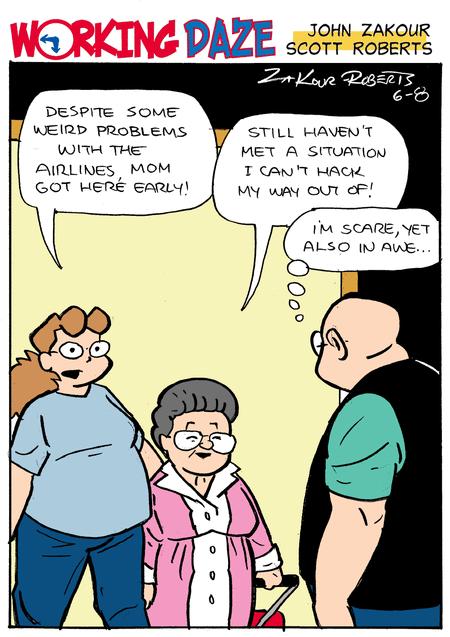 WORKING DAZE
JOHN ZAKOUR
SCOTT ROBERTS
ZAKOUR ROBERTS
6-8
DESPITE SOME
WEIRD PROBLEMS
WITH THE
AIRLINES, MOM
GOT HERE EARLY!
STILL HAVEN'T
MET A SITUATION
I CAN'T HACK
MY WAY OUT OF!
I'M SCARE, YET
ALSO IN AWE...